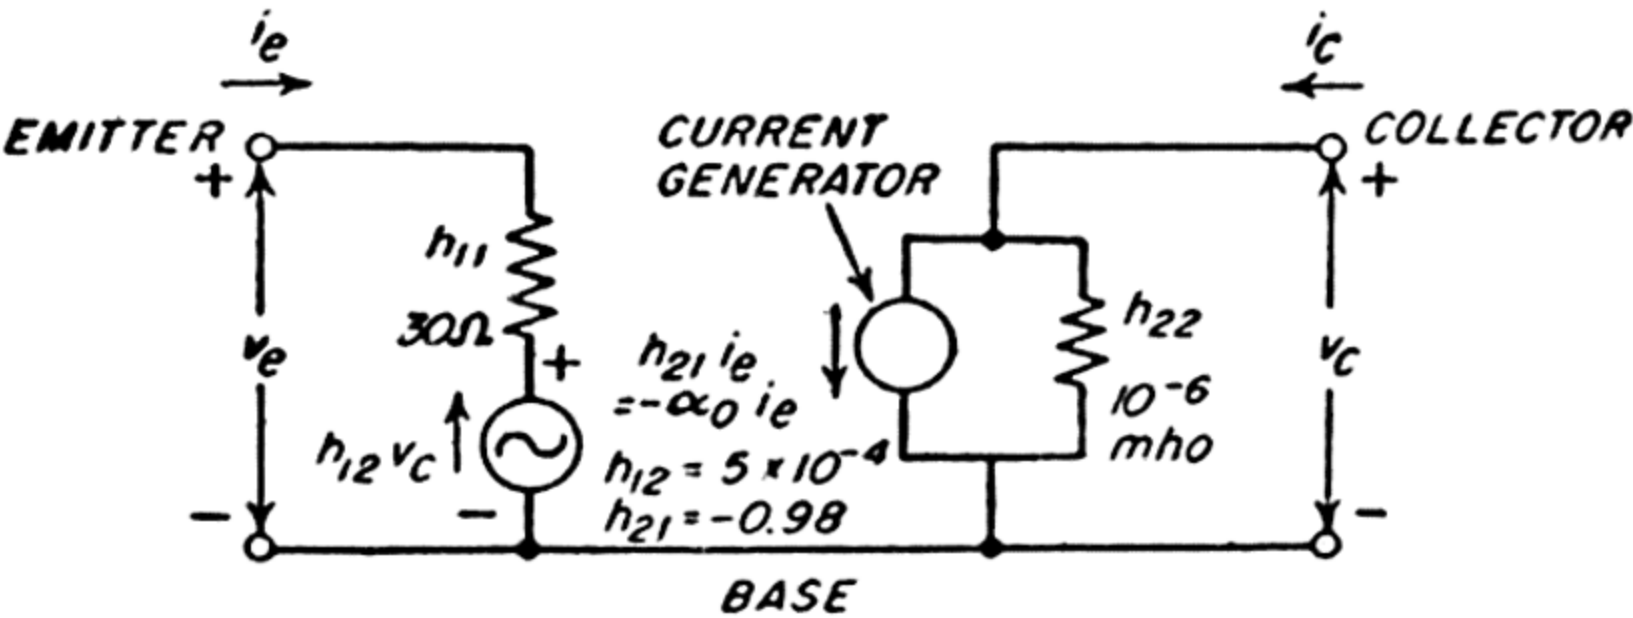 ie
ic
EMITTER
CURRENT
GENERATOR
COLLECTOR
+
+
h11
30Ω
ve
+
h21 ie
=-α0 ie
h22
10⁻⁶
mho
vc
h12 vc
h12 = 5 × 10⁻⁴
h21 = -0.98
-
-
-
BASE